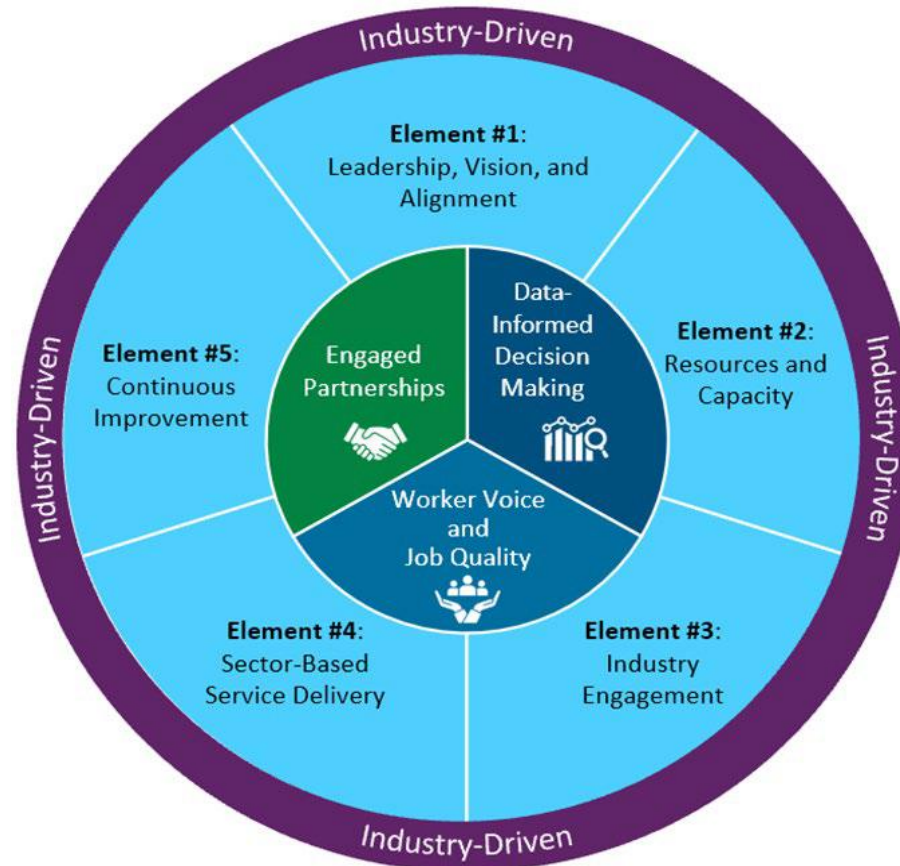 Industry-Driven
Element #1:
Leadership, Vision, and
Alignment
Data-
Informed
Decision
Making
Engaged
Partnerships
Element #2:
Resources and
Capacity
Element #5:
Continuous
Improvement
Industry-Driven
Industry-Driven
Worker Voice
and
Job Quality
Element #4:
Sector-Based
Service Delivery
Element #3:
Industry
Engagement
Industry-Driven